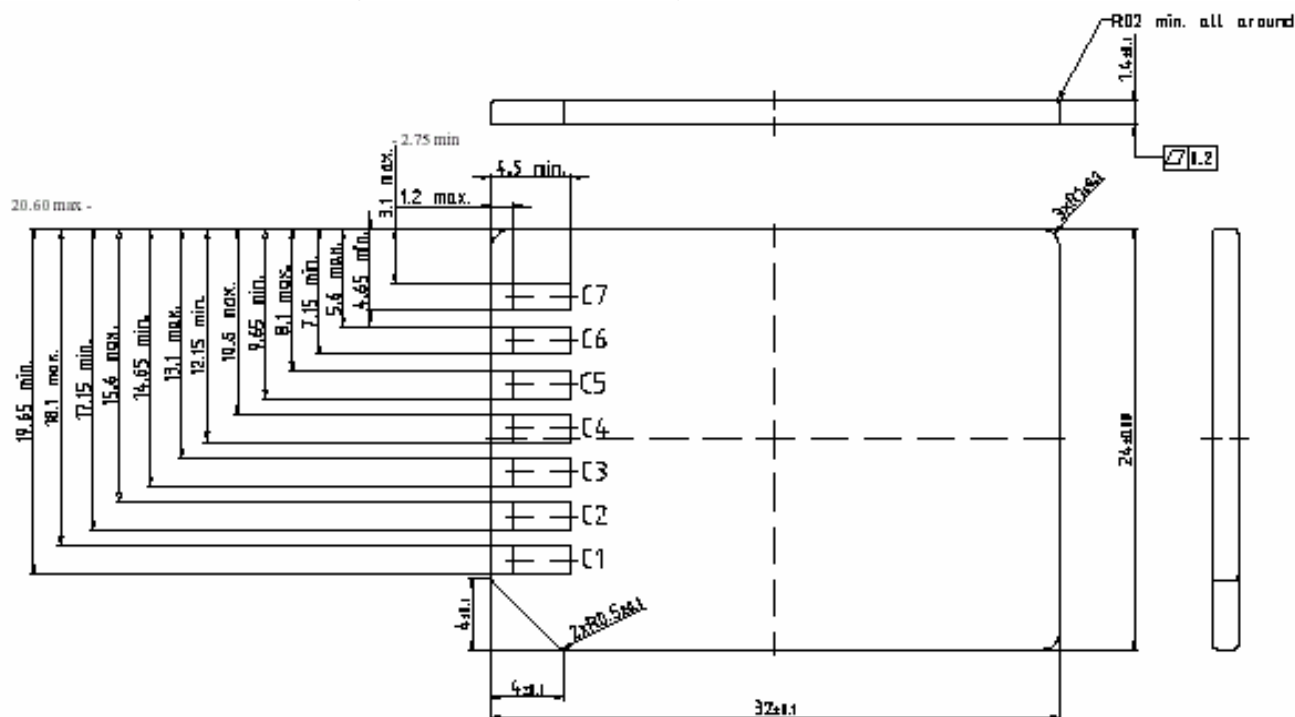 R02 min. all around
1.4±0.1
- 2.75 min
3.1 max.
4.5 min.
1.2 max.
1.2
20.60 max -
3xR1±0.1
19.65 min.
18.1 max.
17.15 min.
15.6 max.
14.65 min.
13.1 max.
12.15 min.
10.6 max.
9.65 min.
8.1 max.
7.15 min.
5.6 max.
4.65 min.
C7
C6
C5
C4
C3
C2
C1
4±0.1
2xR0.5±0.1
4±0.1
32±0.1